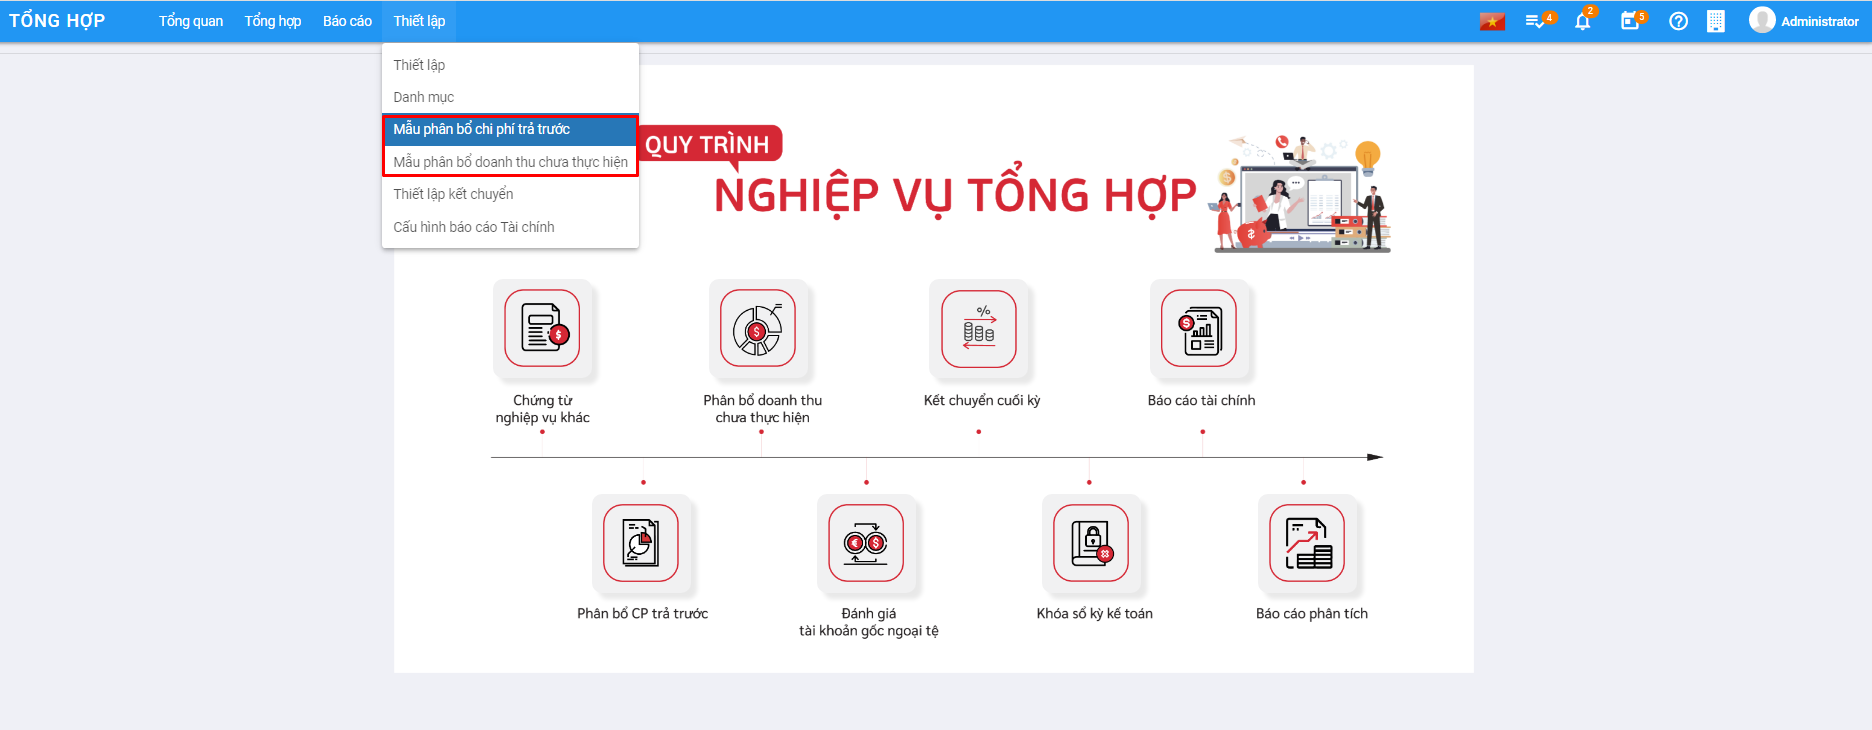 TỔNG HỢP
Tổng quan
Tổng hợp
Báo cáo
Thiết lập
4
2
5
Administrator
Thiết lập
Danh mục
Mẫu phân bổ chi phí trả trước
Mẫu phân bổ doanh thu chưa thực hiện
Thiết lập kết chuyển
Cấu hình báo cáo Tài chính
QUY TRÌNH
NGHIỆP VỤ TỔNG HỢP
Chứng từ
nghiệp vụ khác
Phân bổ doanh thu
chưa thực hiện
Kết chuyển cuối kỳ
Báo cáo tài chính
Phân bổ CP trả trước
Đánh giá
tài khoản gốc ngoại tệ
Khóa sổ kỳ kế toán
Báo cáo phân tích